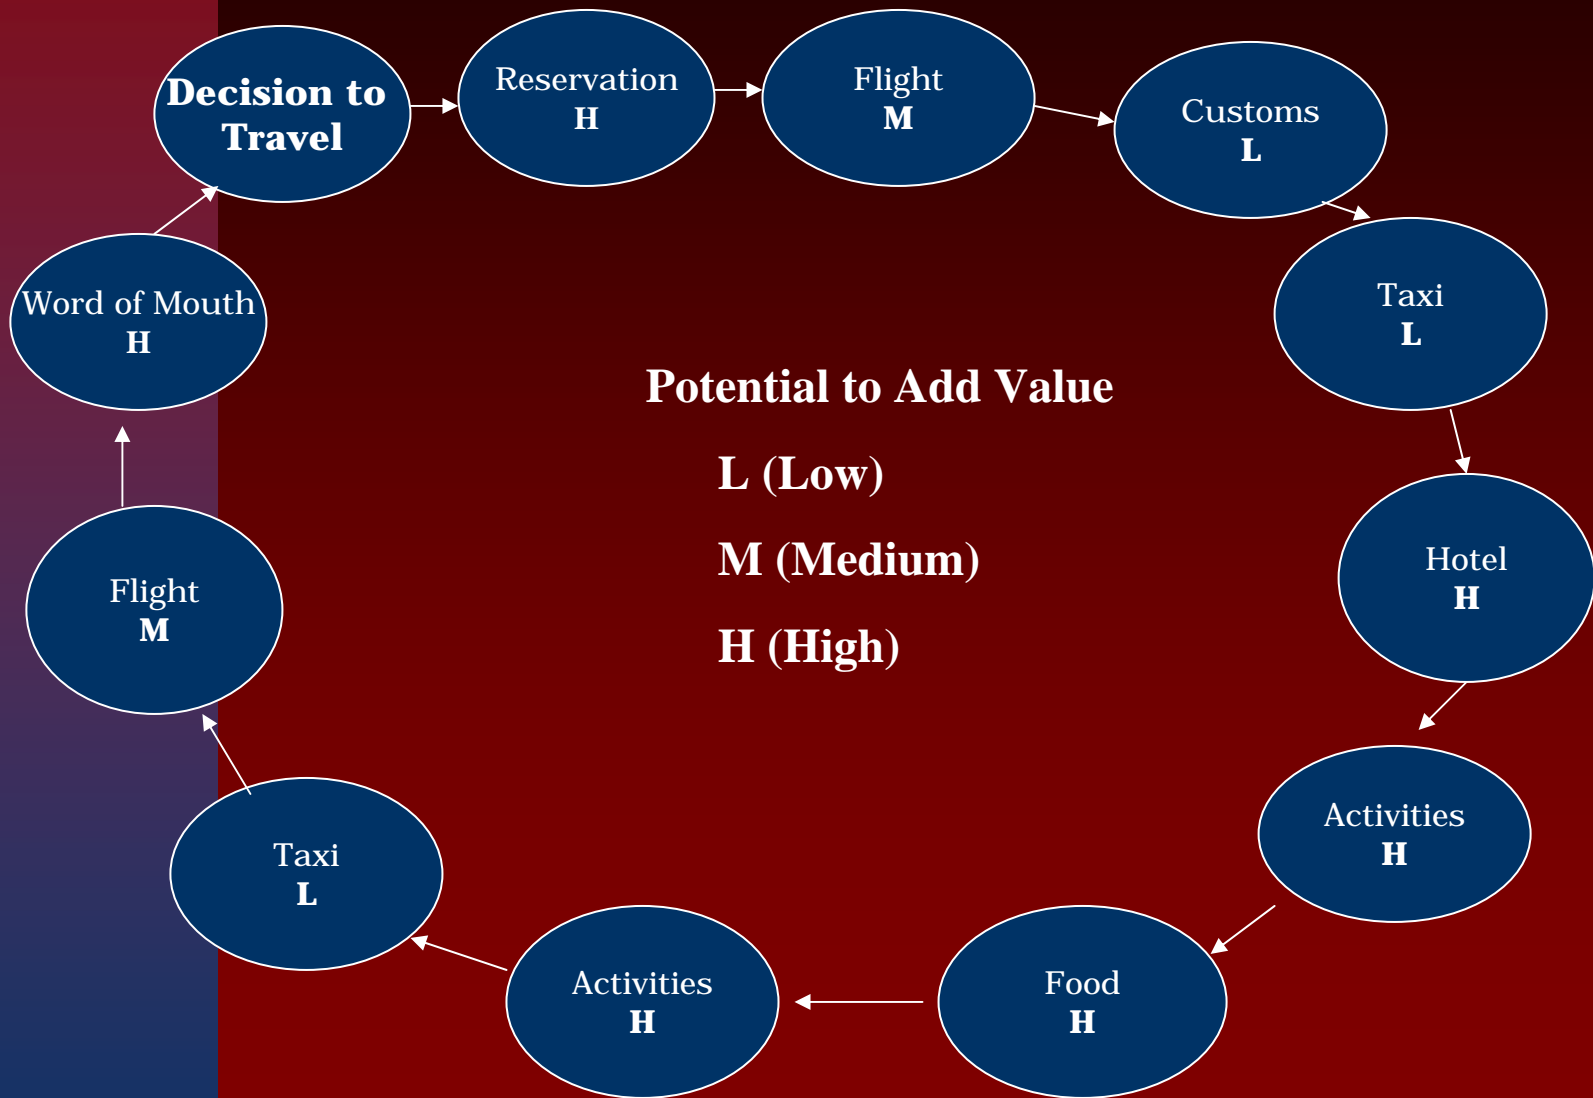 Decision to
Travel
Reservation
H
Flight
M
Customs
L
Taxi
L
Hotel
H
Activities
H
Food
H
Activities
H
Taxi
L
Flight
M
Word of Mouth
H
Potential to Add Value
L (Low)
M (Medium)
H (High)